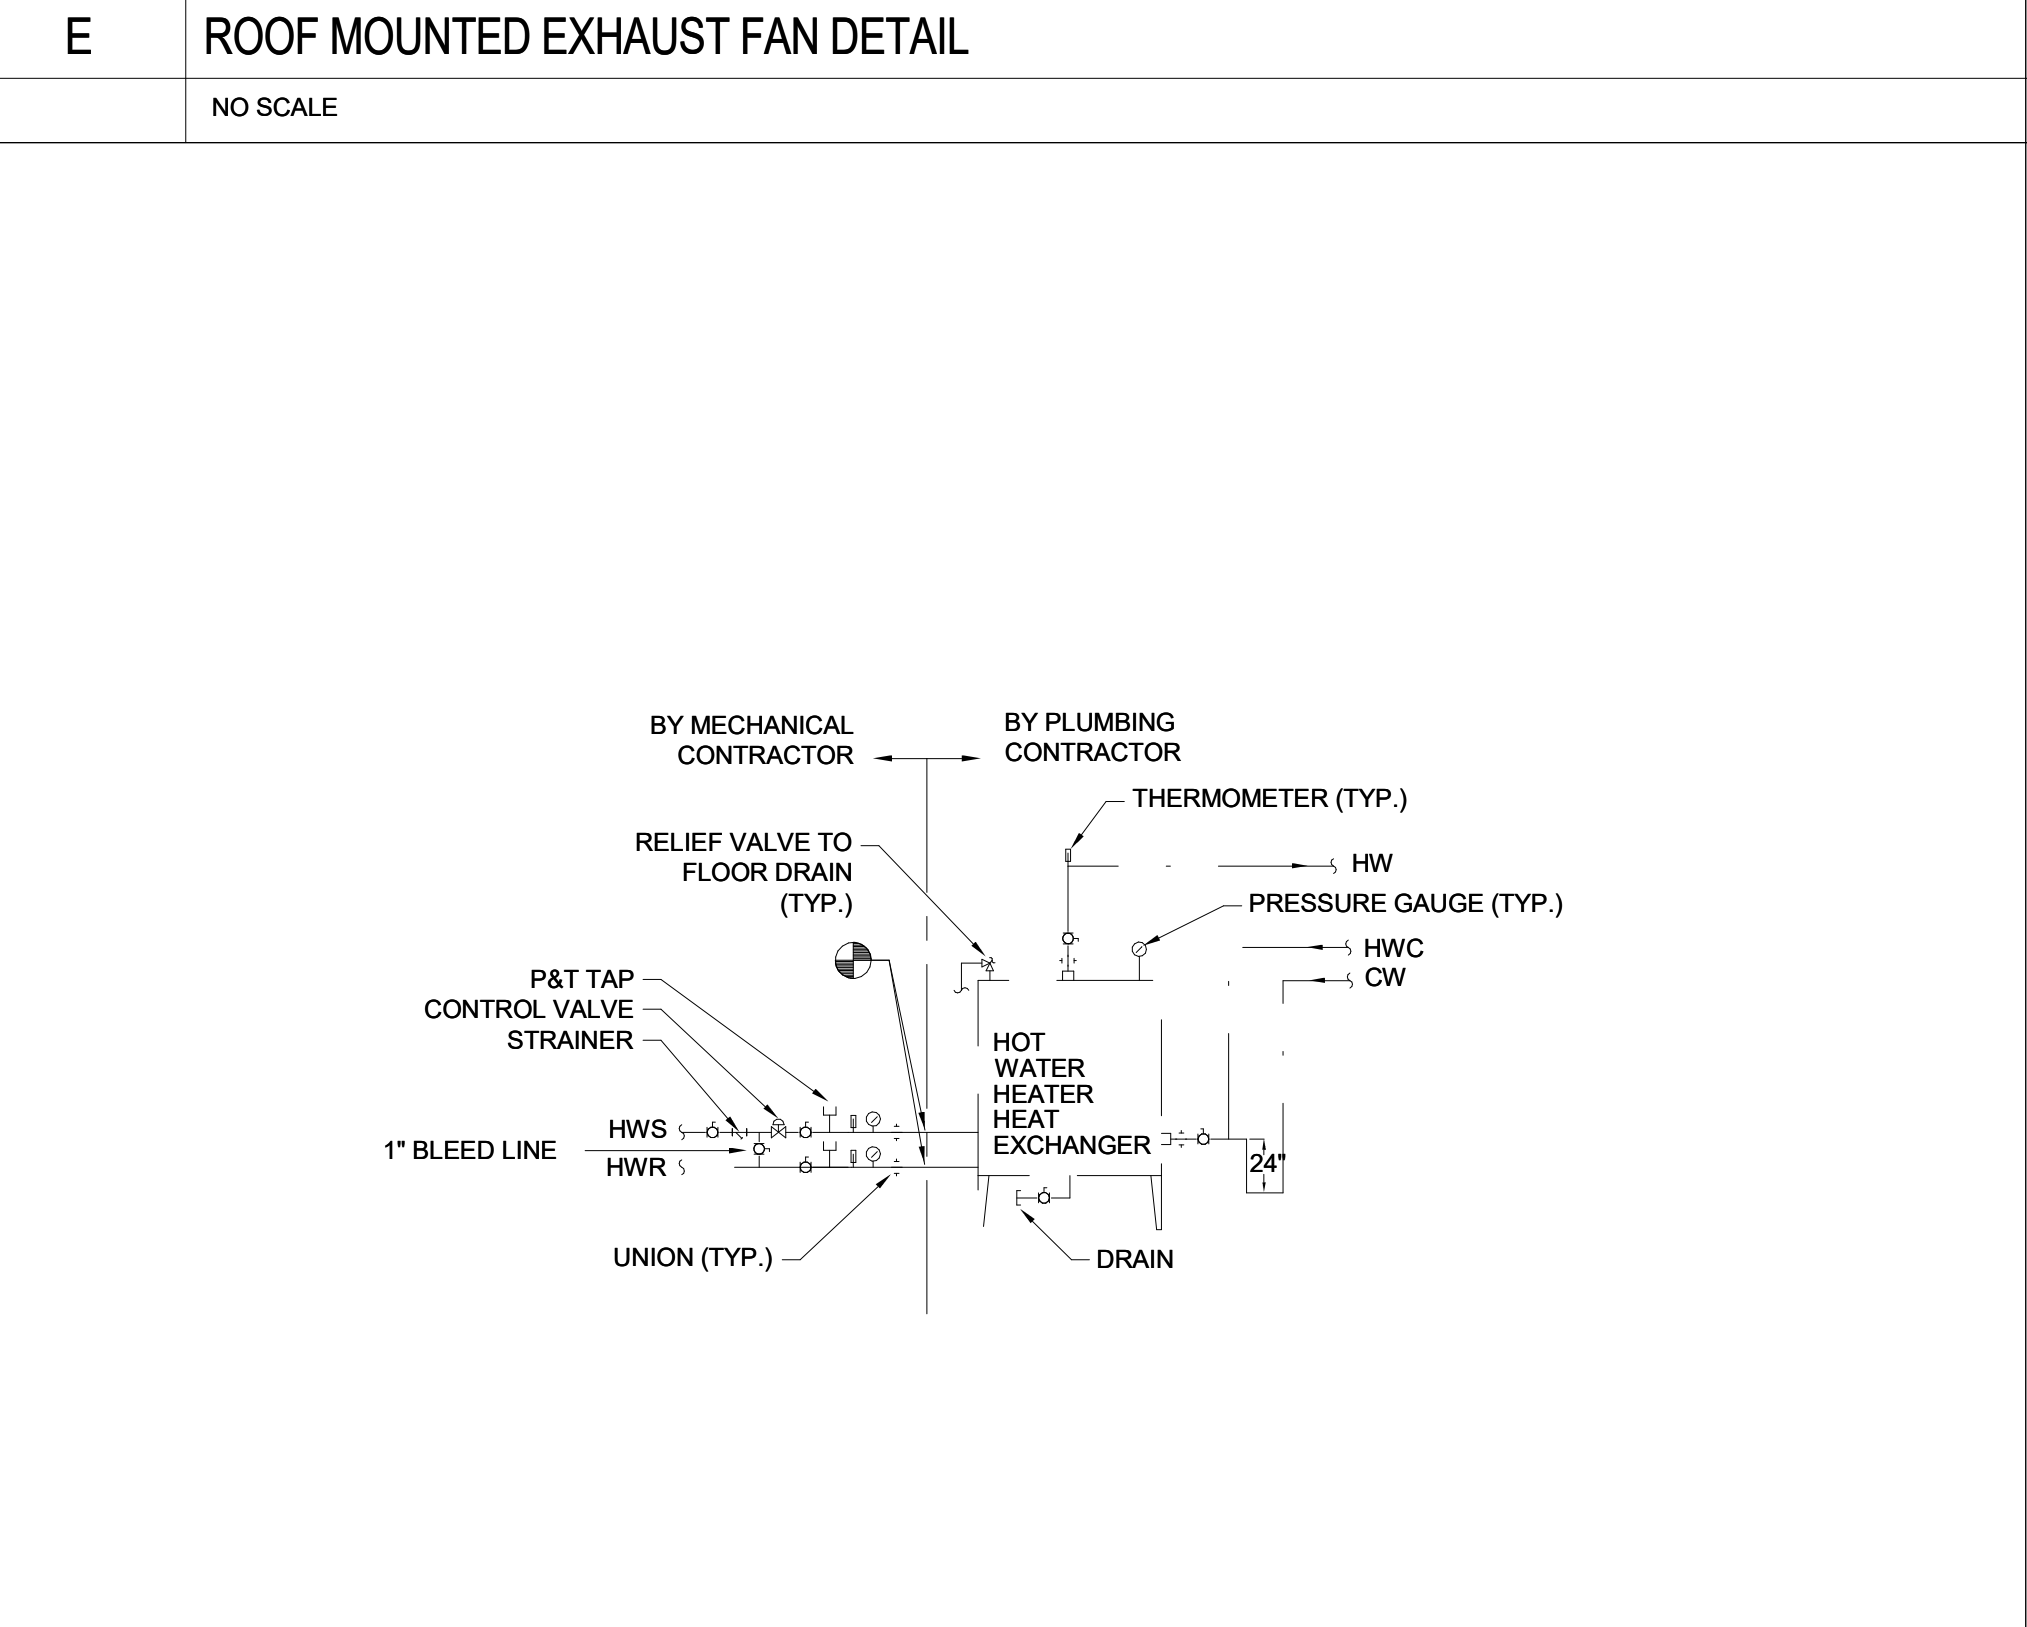 E
ROOF MOUNTED EXHAUST FAN DETAIL
NO SCALE
BY MECHANICAL
CONTRACTOR
BY PLUMBING
CONTRACTOR
THERMOMETER (TYP.)
RELIEF VALVE TO
FLOOR DRAIN
(TYP.)
HW
PRESSURE GAUGE (TYP.)
HWC
CW
P&T TAP
CONTROL VALVE
STRAINER
HOT
WATER
HEATER
HEAT
EXCHANGER
HWS
1" BLEED LINE
HWR
24"
UNION (TYP.)
DRAIN